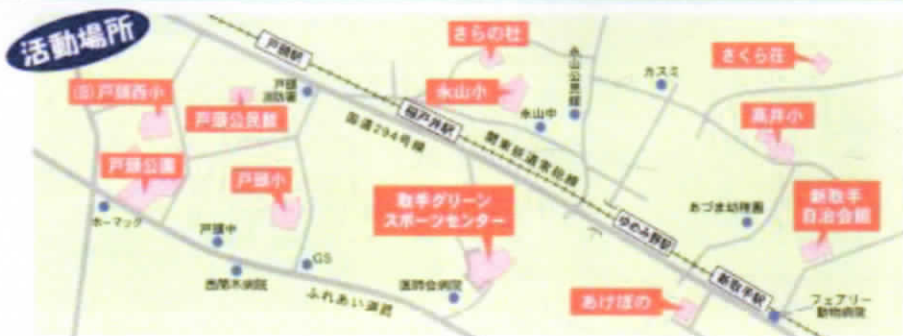 活動場所
戸頭駅
さらの杜
さくら荘
(旧)戸頭西小
戸頭公民館
戸頭
消防署
永山小
永山公民館
カスミ
稲戸井駅
永山中
高井小
国道294号線
関東鉄道常総線
戸頭公園
戸頭小
取手グリーン
スポーツセンター
あづま幼稚園
新取手
自治会館
ホーマック
戸頭中
ゆめみ野駅
西間木病院
GS
医師会病院
新取手駅
ふれあい道路
あけぼの
フェアリー
動物病院